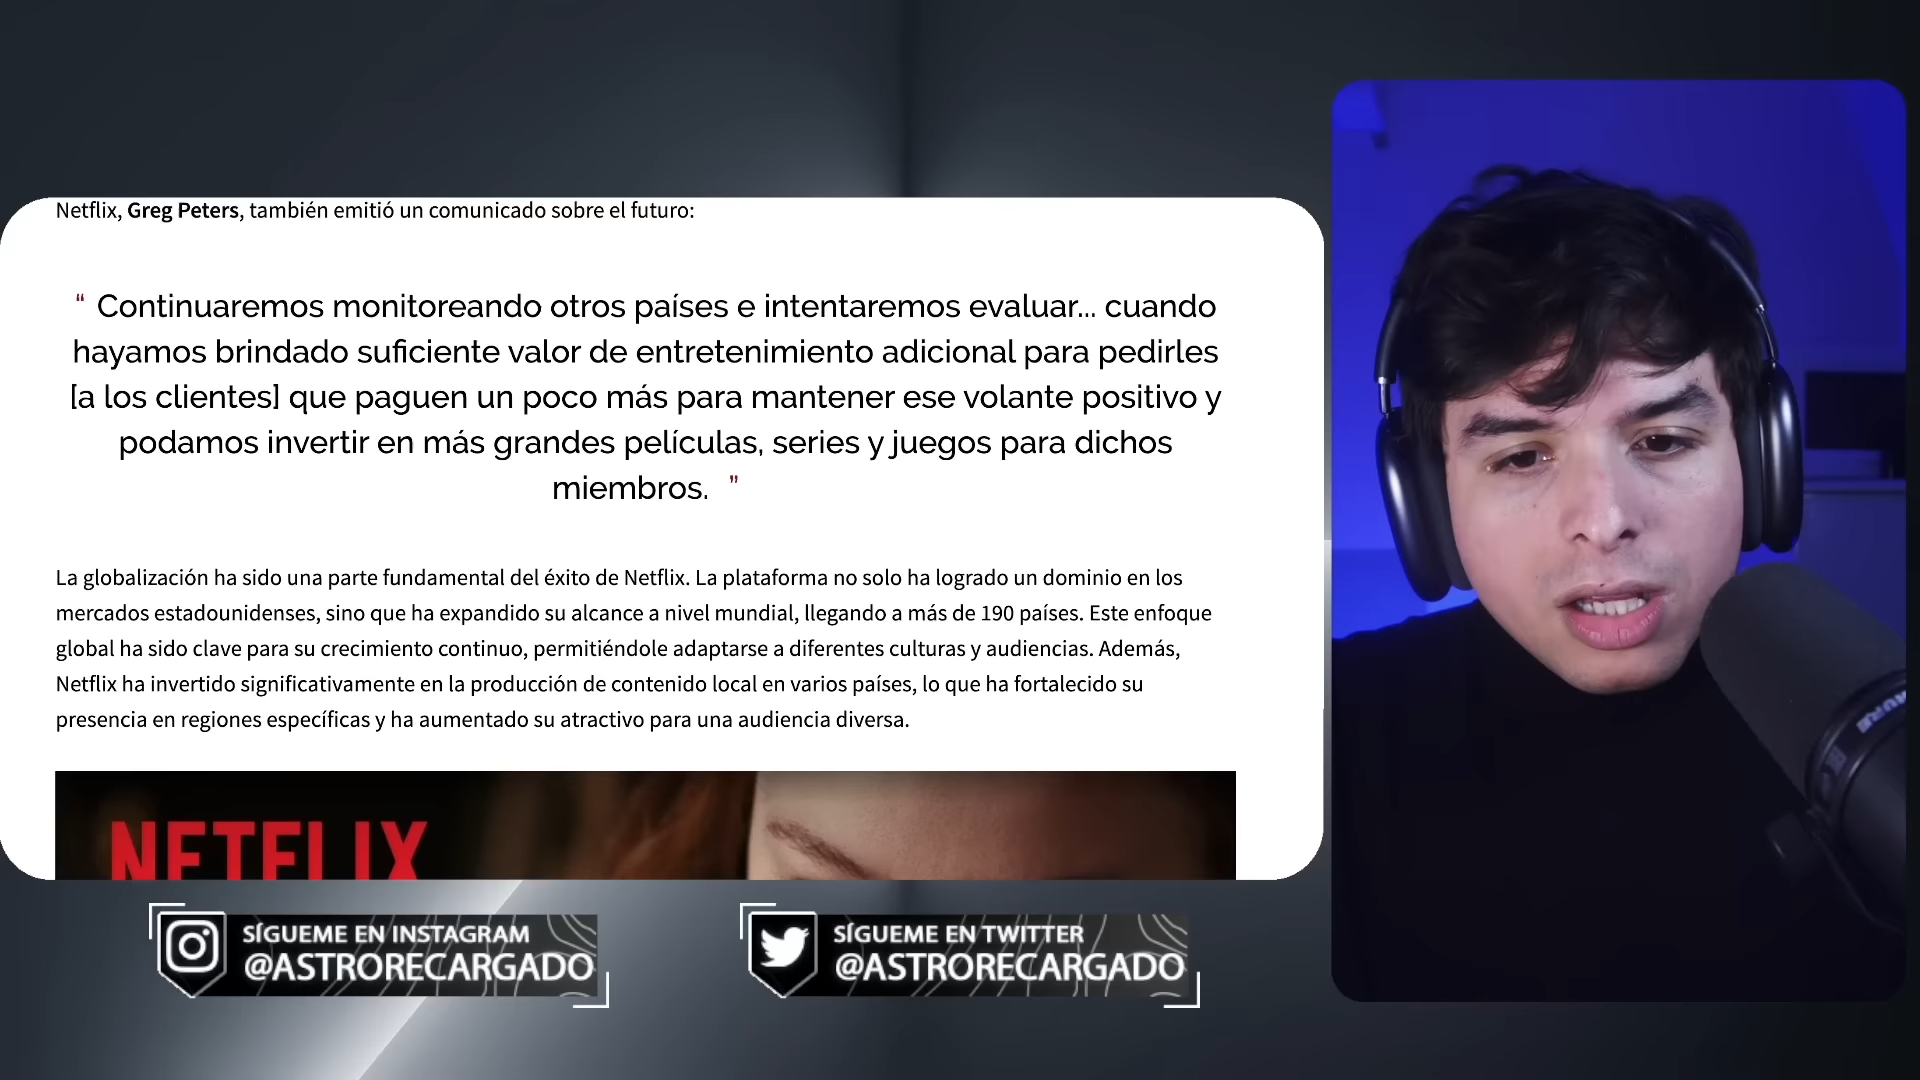 Netflix, Greg Peters, también emitió un comunicado sobre el futuro:
“ Continuaremos monitoreando otros países e intentaremos evaluar... cuando
hayamos brindado suficiente valor de entretenimiento adicional para pedirles
[a los clientes] que paguen un poco más para mantener ese volante positivo y
podamos invertir en más grandes películas, series y juegos para dichos
miembros. ”
La globalización ha sido una parte fundamental del éxito de Netflix. La plataforma no solo ha logrado un dominio en los
mercados estadounidenses, sino que ha expandido su alcance a nivel mundial, llegando a más de 190 países. Este enfoque
global ha sido clave para su crecimiento continuo, permitiéndole adaptarse a diferentes culturas y audiencias. Además,
Netflix ha invertido significativamente en la producción de contenido local en varios países, lo que ha fortalecido su
presencia en regiones específicas y ha aumentado su atractivo para una audiencia diversa.
NETFLIX
SÍGUEME EN INSTAGRAM
@ASTRORECARGADO
SÍGUEME EN TWITTER
@ASTRORECARGADO
SHURE